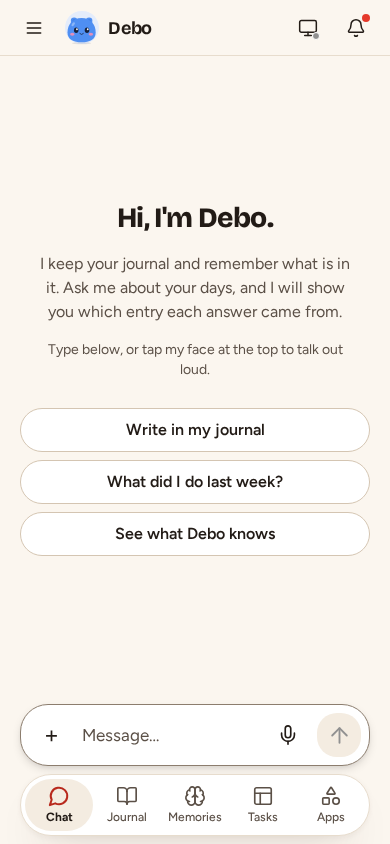 Debo
Hi, I'm Debo.
I keep your journal and remember what is in
it. Ask me about your days, and I will show
you which entry each answer came from.
Type below, or tap my face at the top to talk out
loud.
Write in my journal
What did I do last week?
See what Debo knows
Message...
Chat
Journal
Memories
Tasks
Apps